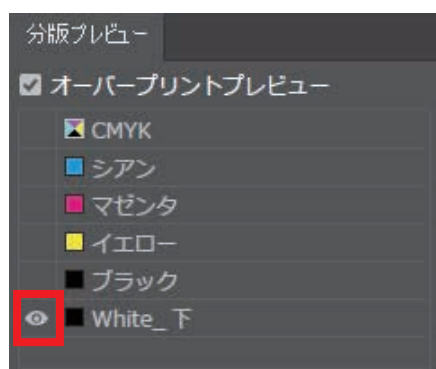 分版プレビュー
オーバープリントプレビュー
CMYK
シアン
マゼンタ
イエロー
ブラック
White_下